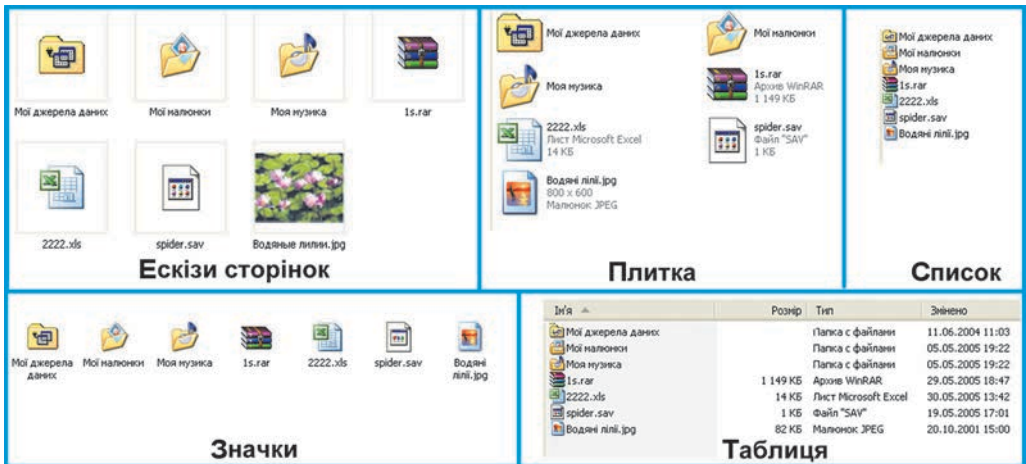 Мої джерела даних
Мої малюнки
Моя музика
1s.rar
2222.xls
spider.sav
Водяные лилии.jpg
Ескізи сторінок
Мої джерела даних
Мої малюнки
Моя музика
1s.rar
Архив WinRAR
1 149 КБ
2222.xls
Лист Microsoft Excel
14 КБ
spider.sav
Файл "SAV"
1 КБ
Водяні лілії.jpg
800 x 600
Малюнок JPEG
Плитка
Мої джерела даних
Мої малюнки
Моя музика
1s.rar
2222.xls
spider.sav
Водяні лілії.jpg
Список
Мої джерела
даних
Мої малюнки
Моя музика
1s.rar
2222.xls
spider.sav
Водяні
лілії.jpg
Значки
Ім'я Розмір Тип Змінено
Мої джерела даних Папка с файлами 11.06.2004 11:03
Мої малюнки Папка с файлами 05.05.2005 19:22
Моя музика Папка с файлами 05.05.2005 19:22
1s.rar 1 149 КБ Архив WinRAR 29.05.2005 18:47
2222.xls 14 КБ Лист Microsoft Excel 30.05.2005 13:42
spider.sav 1 КБ Файл "SAV" 19.05.2005 17:01
Водяні лілії.jpg 82 КБ Малюнок JPEG 20.10.2001 15:00
Таблиця